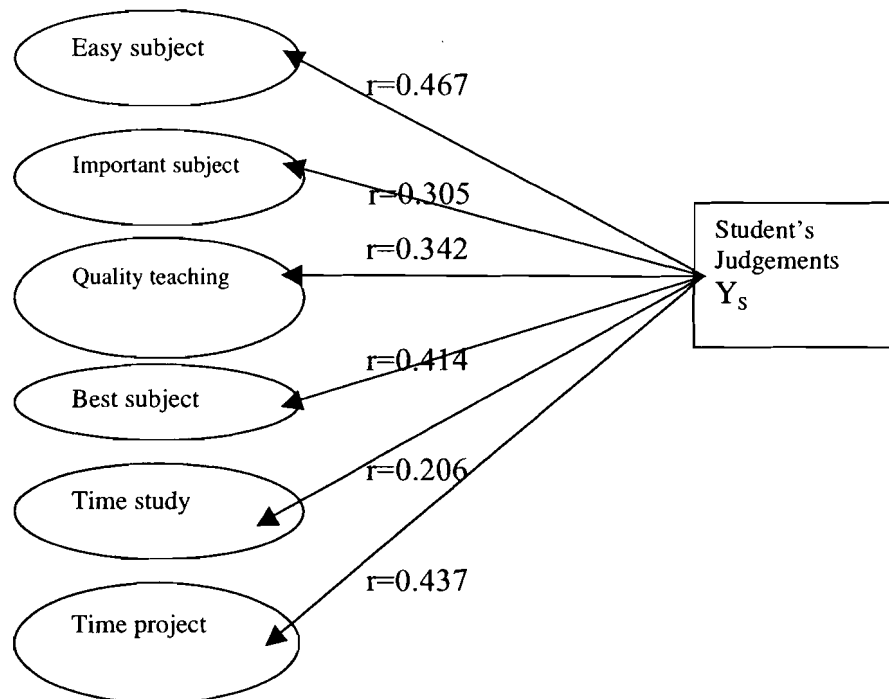 Easy subject
r=0.467
Important subject
r=0.305
Student's
Judgements
Yₛ
r=0.342
Quality teaching
r=0.414
Best subject
r=0.206
Time study
r=0.437
Time project